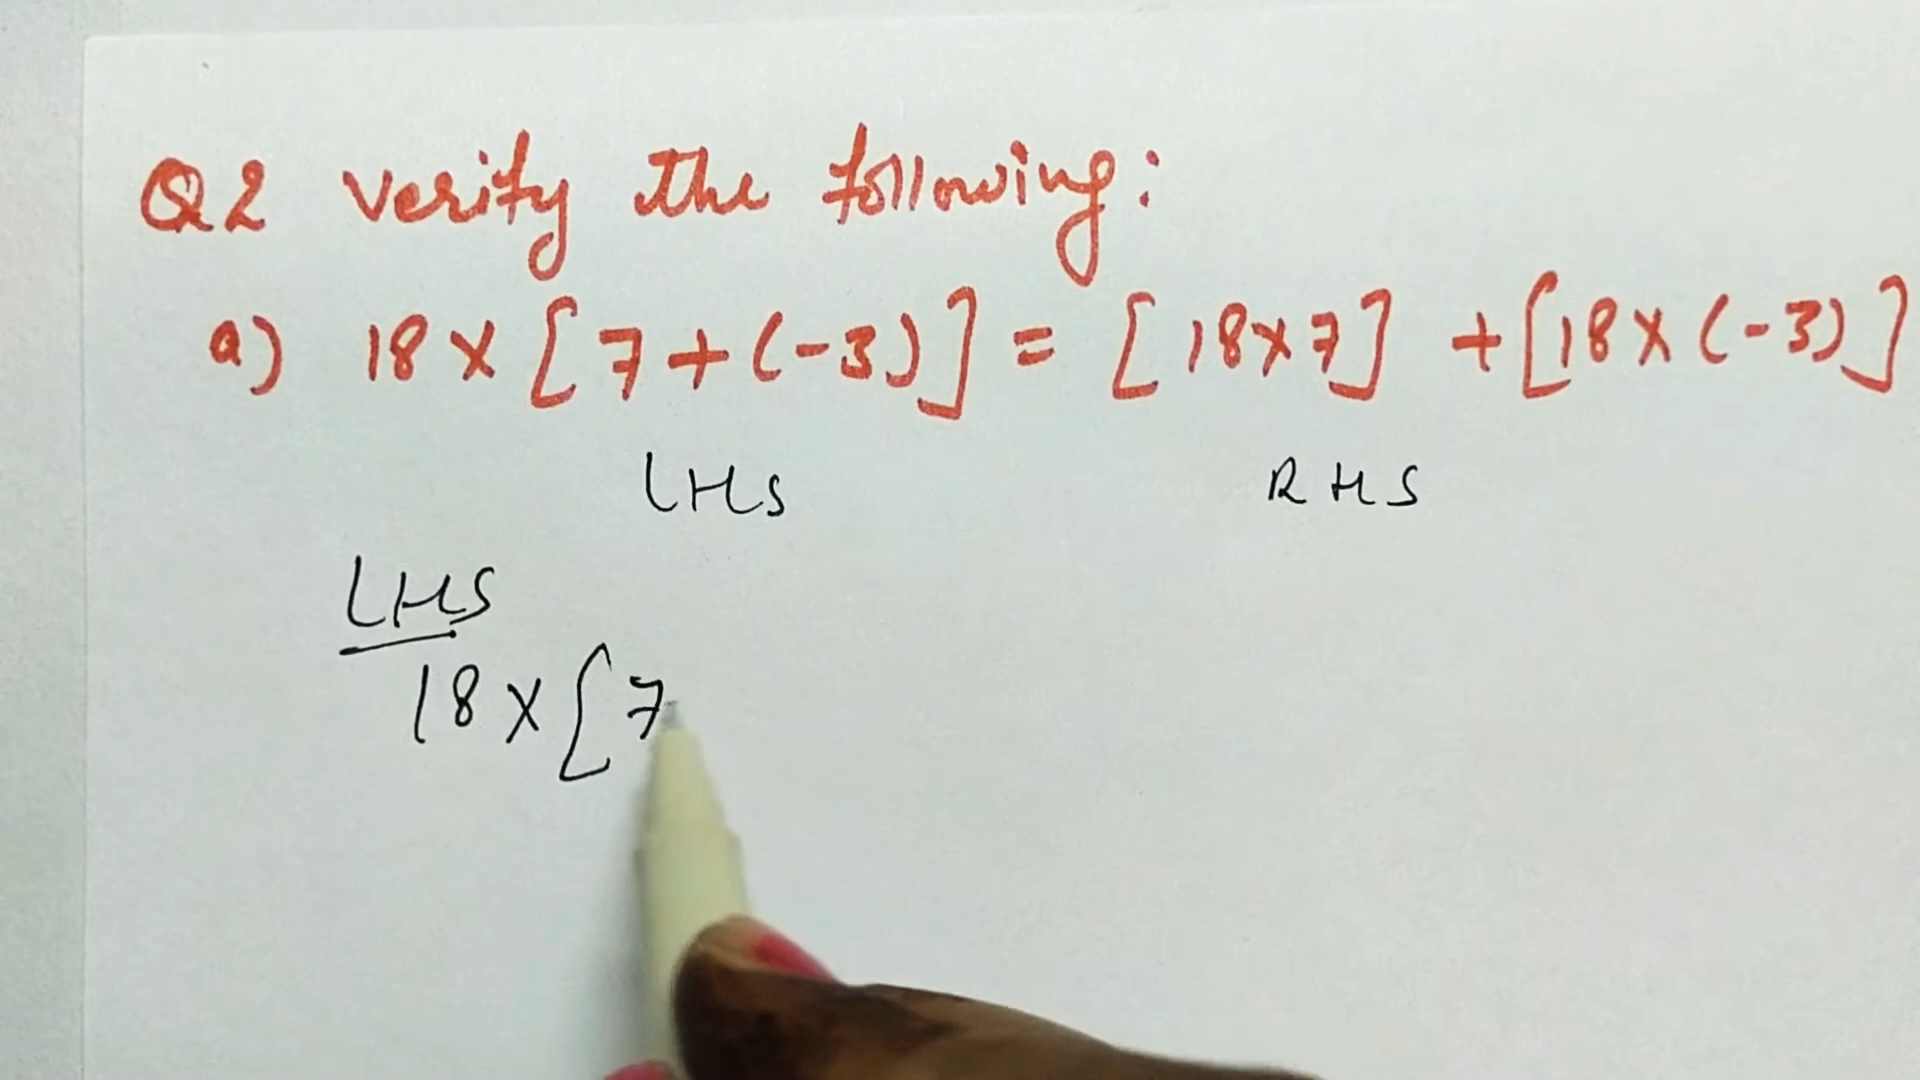 Q2 Verify the following:
a) 18 × [7 + (-3)] = [18×7] + [18 × (-3)]
LHS RHS
LHS
18 × [7